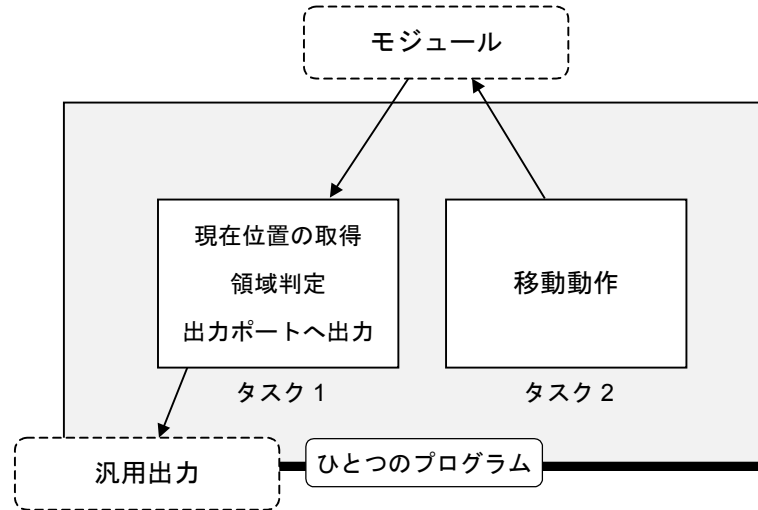 モジュール
現在位置の取得
領域判定
出力ポートへ出力
移動動作
タスク 1
タスク 2
汎用出力
ひとつのプログラム